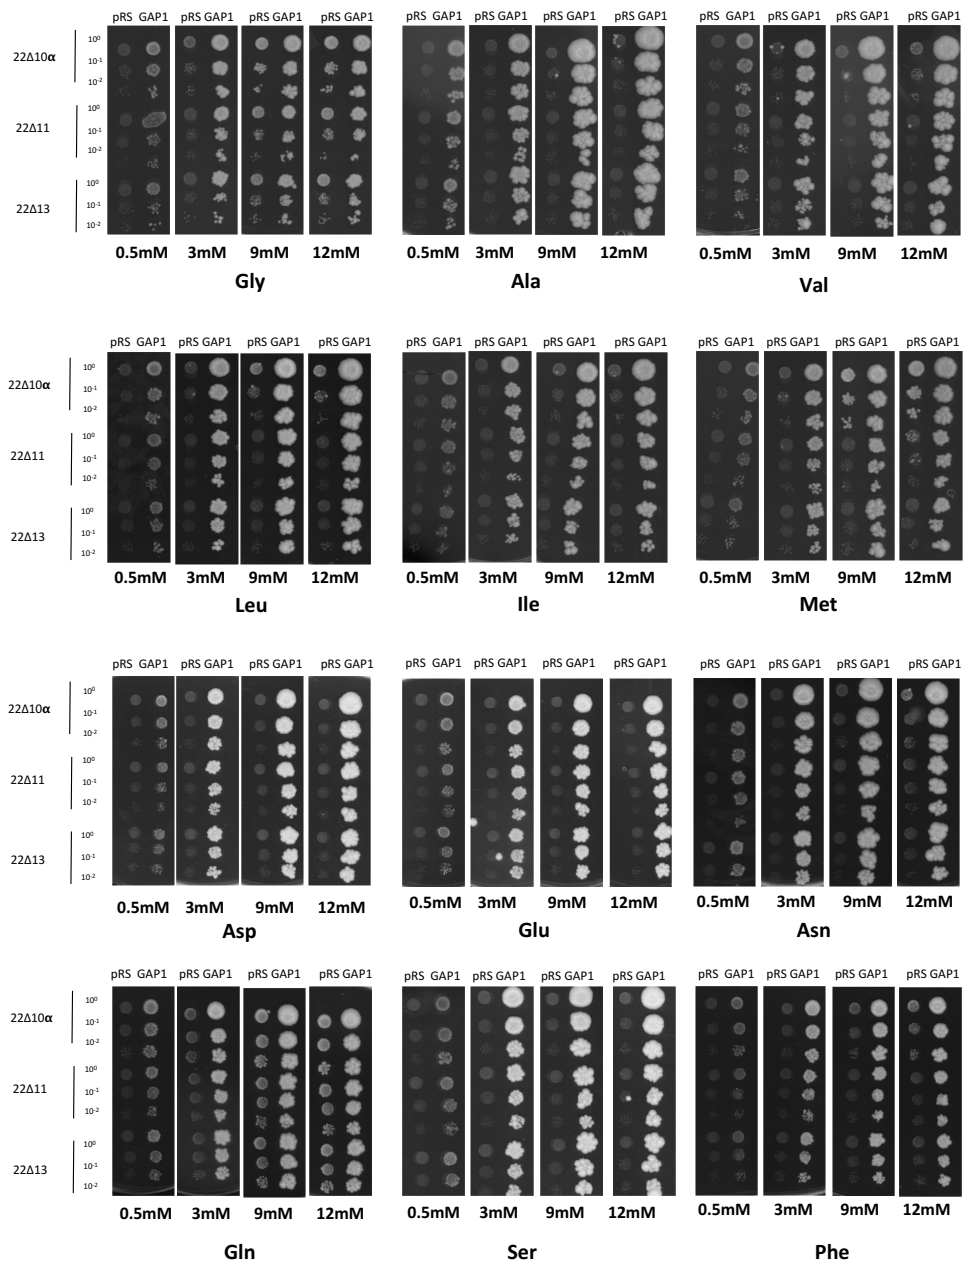 pRS GAP1 pRS GAP1 pRS GAP1 pRS GAP1 pRS GAP1 pRS GAP1 pRS GAP1 pRS GAP1 pRS GAP1 pRS GAP1 pRS GAP1 pRS GAP1
22Δ10α 10⁰ 10⁻¹ 10⁻²
22Δ11 10⁰ 10⁻¹ 10⁻²
22Δ13 10⁰ 10⁻¹ 10⁻²
0.5mM 3mM 9mM 12mM 0.5mM 3mM 9mM 12mM 0.5mM 3mM 9mM 12mM
Gly Ala Val
pRS GAP1 pRS GAP1 pRS GAP1 pRS GAP1 pRS GAP1 pRS GAP1 pRS GAP1 pRS GAP1 pRS GAP1 pRS GAP1 pRS GAP1 pRS GAP1
22Δ10α 10⁰ 10⁻¹ 10⁻²
22Δ11 10⁰ 10⁻¹ 10⁻²
22Δ13 10⁰ 10⁻¹ 10⁻²
0.5mM 3mM 9mM 12mM 0.5mM 3mM 9mM 12mM 0.5mM 3mM 9mM 12mM
Leu Ile Met
pRS GAP1 pRS GAP1 pRS GAP1 pRS GAP1 pRS GAP1 pRS GAP1 pRS GAP1 pRS GAP1 pRS GAP1 pRS GAP1 pRS GAP1 pRS GAP1
22Δ10α 10⁰ 10⁻¹ 10⁻²
22Δ11 10⁰ 10⁻¹ 10⁻²
22Δ13 10⁰ 10⁻¹ 10⁻²
0.5mM 3mM 9mM 12mM 0.5mM 3mM 9mM 12mM 0.5mM 3mM 9mM 12mM
Asp Glu Asn
pRS GAP1 pRS GAP1 pRS GAP1 pRS GAP1 pRS GAP1 pRS GAP1 pRS GAP1 pRS GAP1 pRS GAP1 pRS GAP1 pRS GAP1 pRS GAP1
22Δ10α 10⁰ 10⁻¹ 10⁻²
22Δ11 10⁰ 10⁻¹ 10⁻²
22Δ13 10⁰ 10⁻¹ 10⁻²
0.5mM 3mM 9mM 12mM 0.5mM 3mM 9mM 12mM 0.5mM 3mM 9mM 12mM
Gln Ser Phe